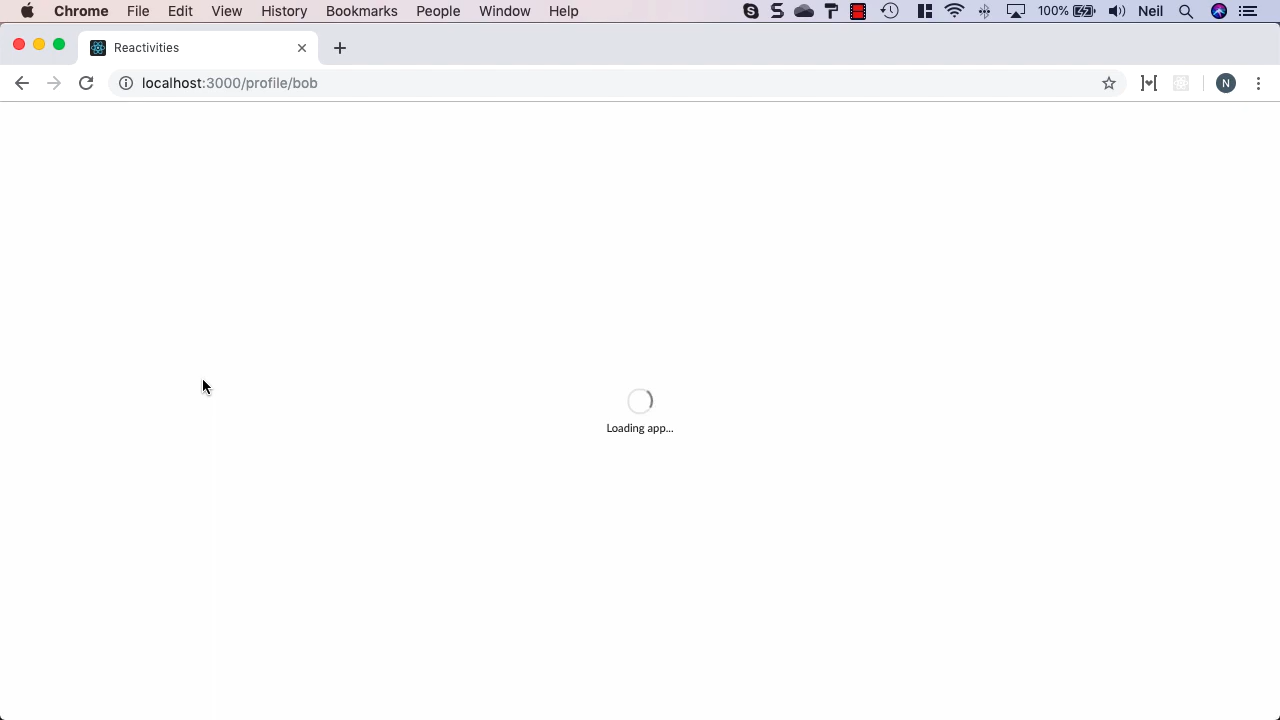 Chrome File Edit View History Bookmarks People Window Help 100% Neil
Reactivities
localhost:3000/profile/bob N
Loading app...